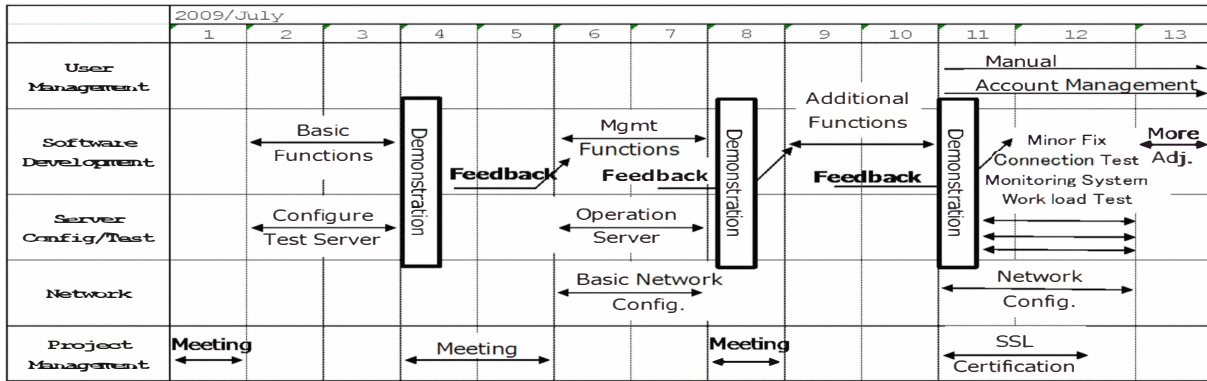 2009/July
1 2 3 4 5 6 7 8 9 10 11 12 13
User
Management
Manual
Account Management
Software
Development
Basic
Functions
Demonstration
Feedback
Mgmt
Functions
Feedback
Demonstration
Additional
Functions
Feedback
Demonstration
Minor Fix
Connection Test
Monitoring System
Work load Test
More
Adj.
Server
Config/Test
Configure
Test Server
Operation
Server
Network
Basic Network
Config.
Network
Config.
Project
Management
Meeting
Meeting
Meeting
SSL
Certification